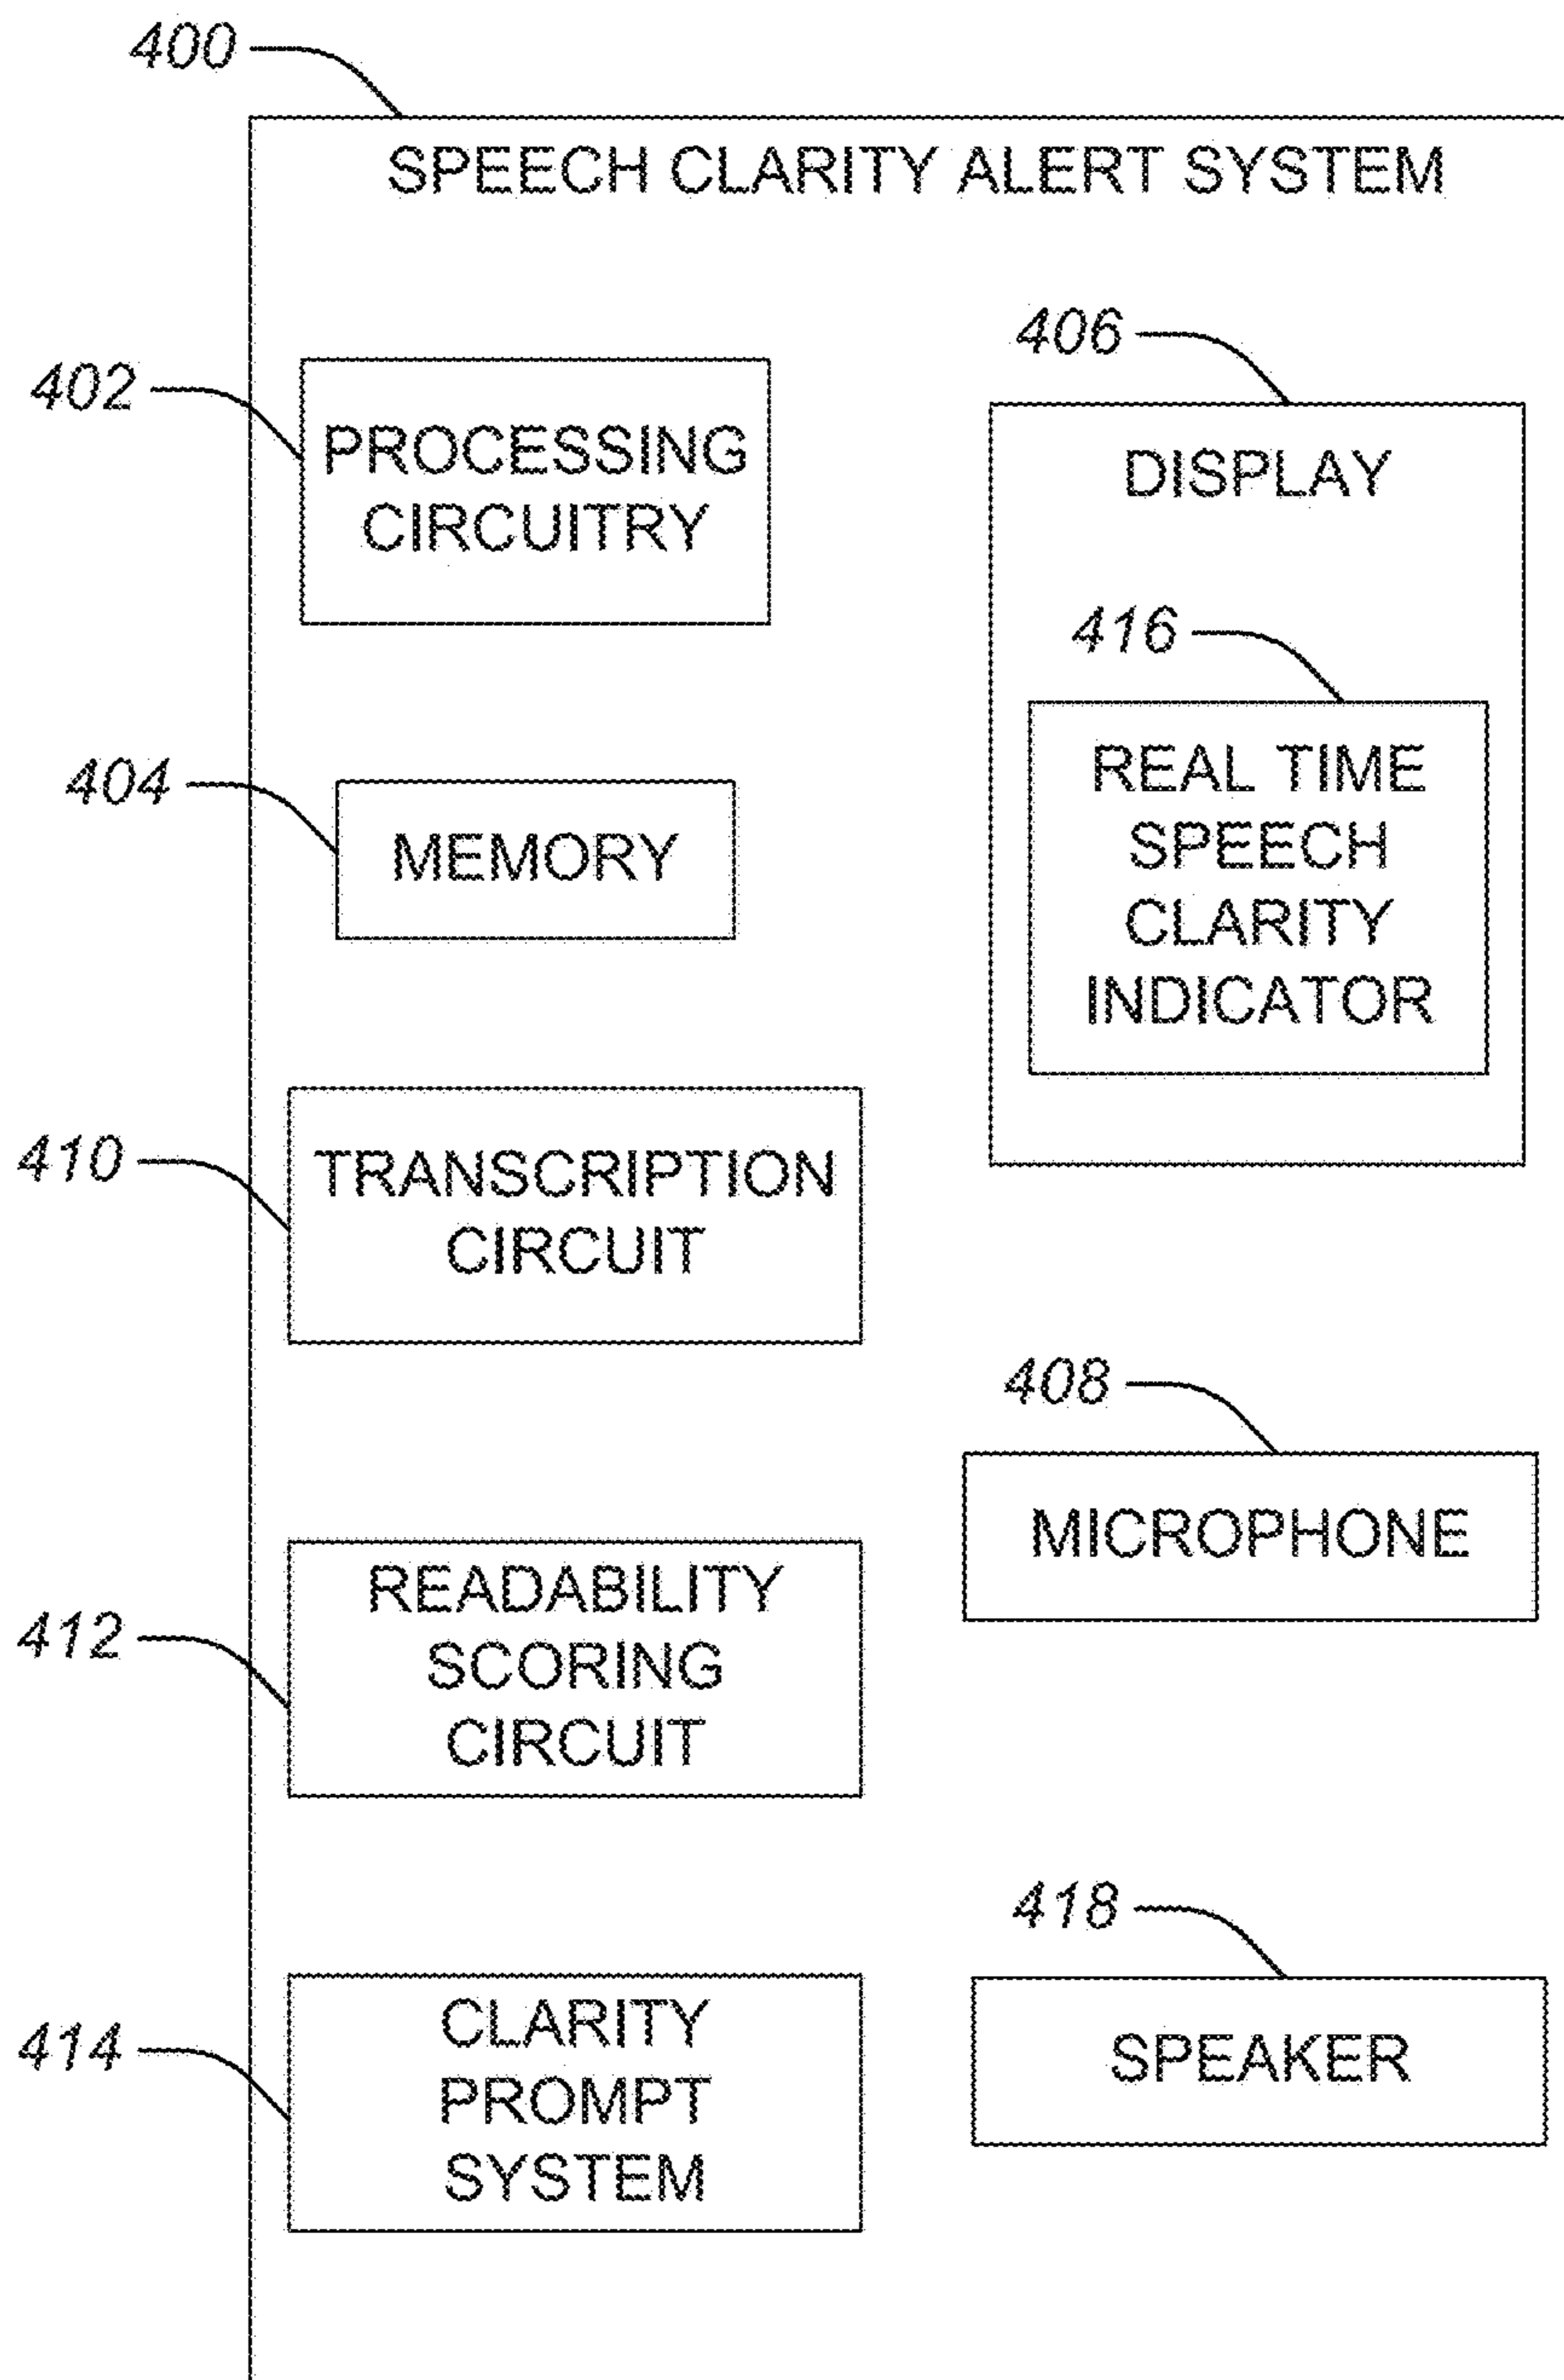 400
SPEECH CLARITY ALERT SYSTEM
402
PROCESSING
CIRCUITRY
404
MEMORY
410
TRANSCRIPTION
CIRCUIT
412
READABILITY
SCORING
CIRCUIT
414
CLARITY
PROMPT
SYSTEM
406
DISPLAY
416
REAL TIME
SPEECH
CLARITY
INDICATOR
408
MICROPHONE
418
SPEAKER